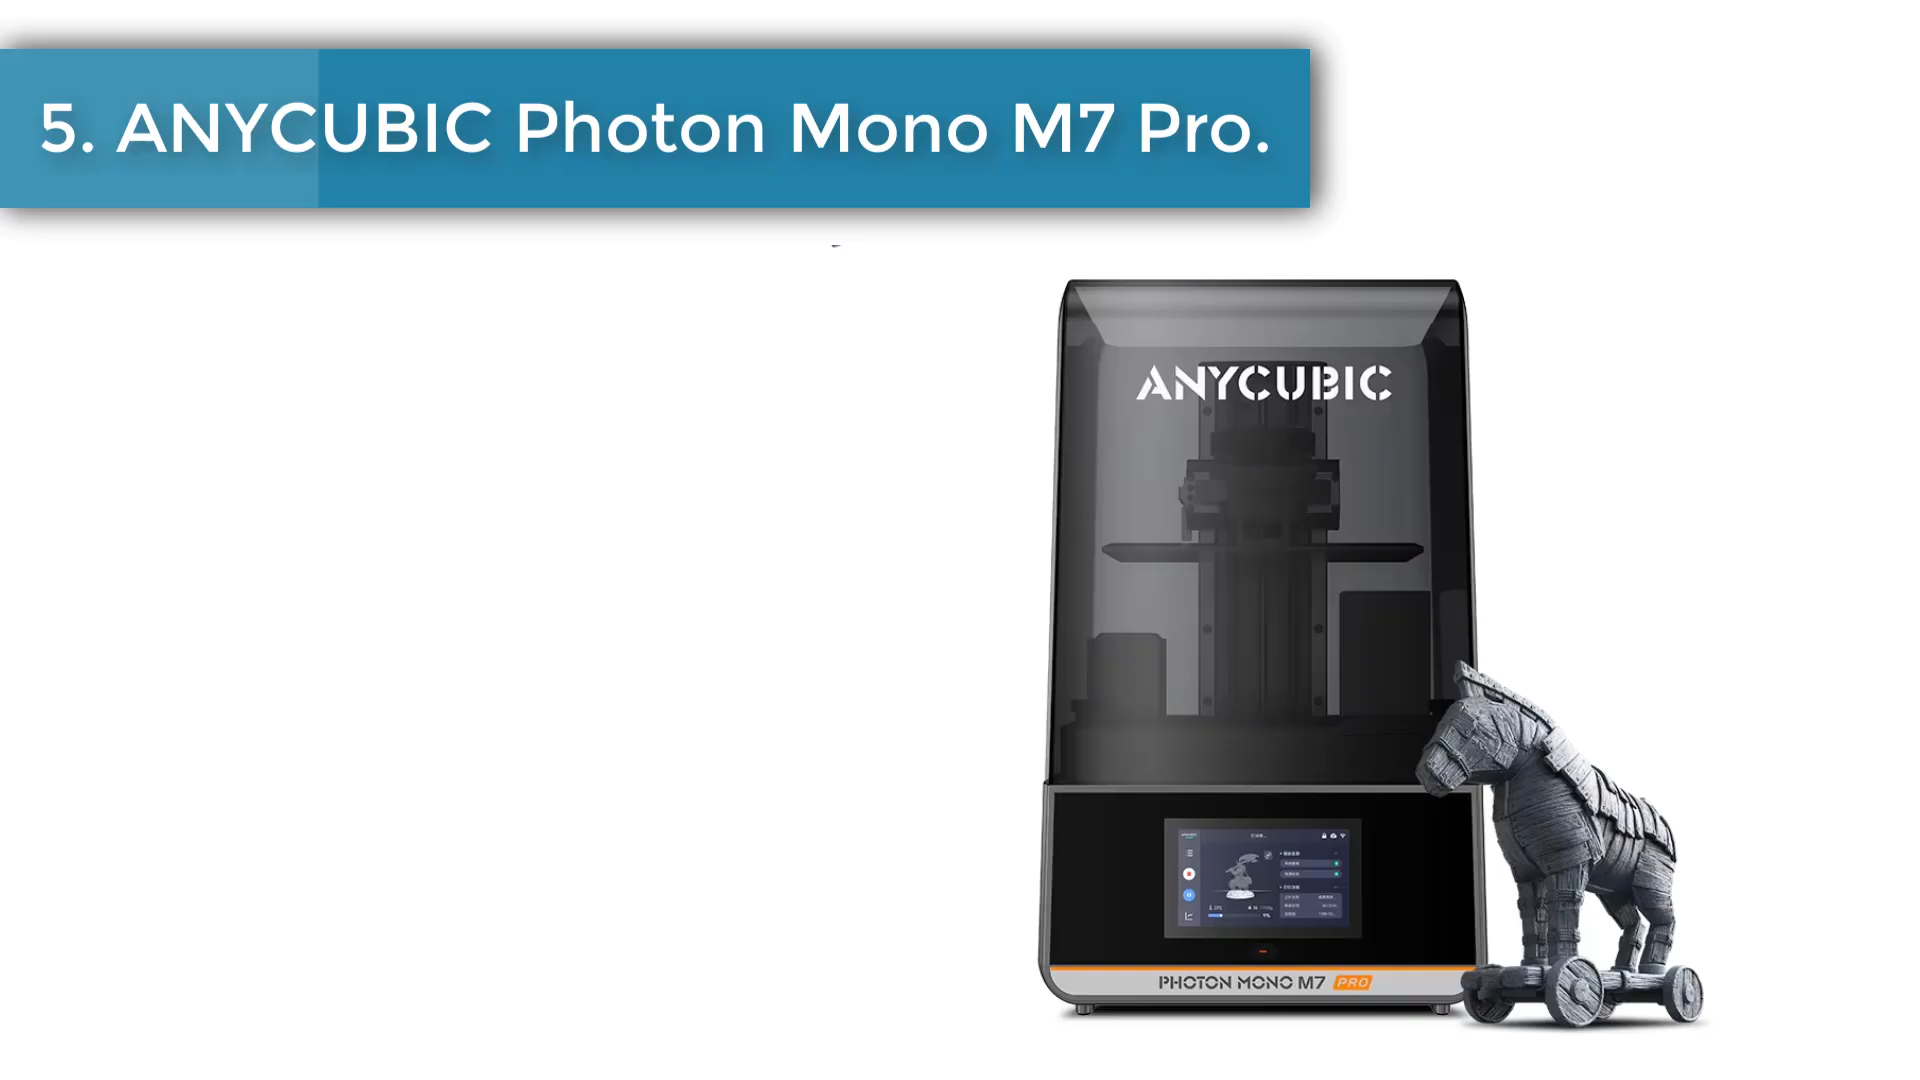 5. ANYCUBIC Photon Mono M7 Pro.
ANYCUBIC
PHOTON MONO M7 PRO